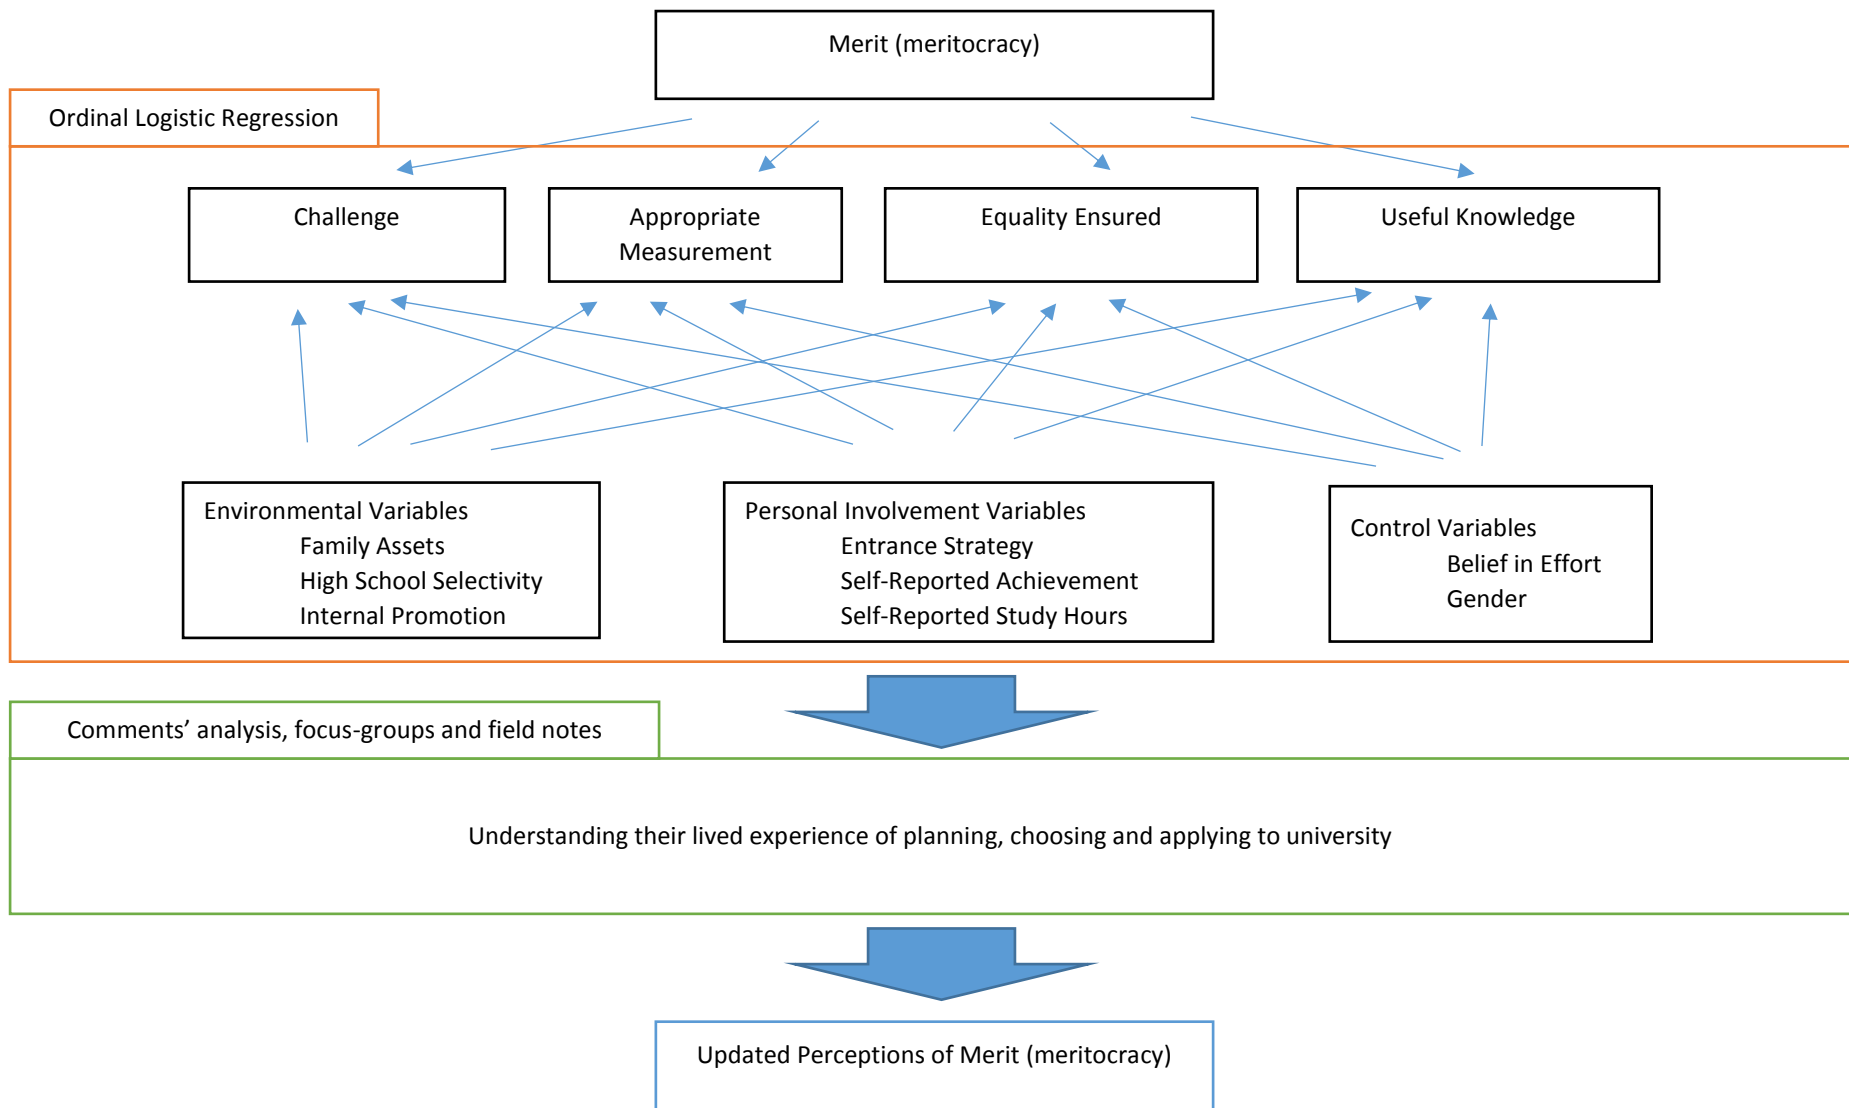 Merit (meritocracy)
Ordinal Logistic Regression
Challenge
Appropriate
Measurement
Equality Ensured
Useful Knowledge
Environmental Variables
Family Assets
High School Selectivity
Internal Promotion
Personal Involvement Variables
Entrance Strategy
Self-Reported Achievement
Self-Reported Study Hours
Control Variables
Belief in Effort
Gender
Comments’ analysis, focus-groups and field notes
Understanding their lived experience of planning, choosing and applying to university
Updated Perceptions of Merit (meritocracy)